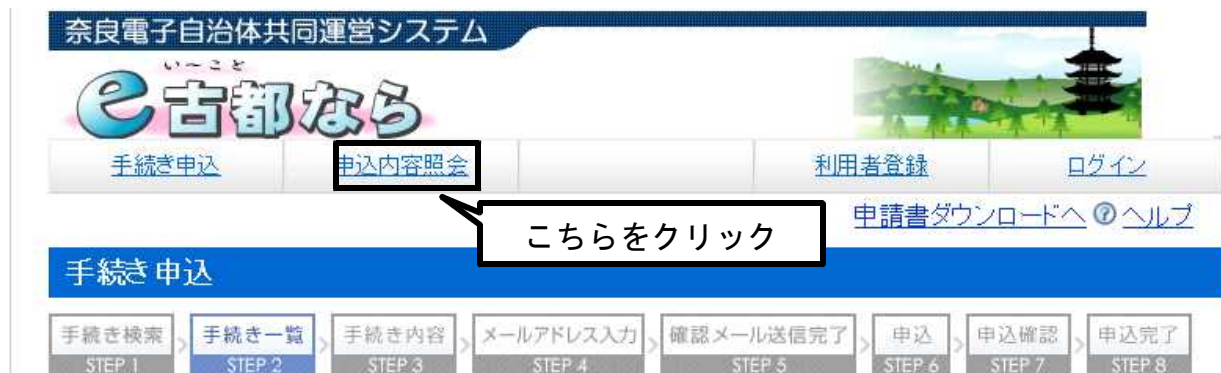 奈良電子自治体共同運営システム
い～こと
e古都なら
手続き申込 申込内容照会 利用者登録 ログイン
申請書ダウンロードへ ? ヘルプ
こちらをクリック
手続き申込
手続き検索 > 手続き一覧 > 手続き内容 > メールアドレス入力 > 確認メール送信完了 > 申込 > 申込確認 > 申込完了
STEP 1 STEP 2 STEP 3 STEP 4 STEP 5 STEP 6 STEP 7 STEP 8